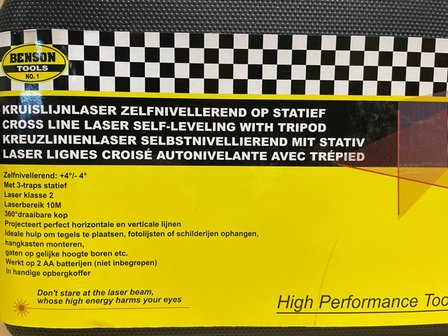 BENSON
TOOLS
NO. 1
KRUISLIJNLASER ZELFNIVELLEREND OP STATIEF
CROSS LINE LASER SELF-LEVELING WITH TRIPOD
KREUZLINIENLASER SELBSTNIVELLIEREND MIT STATIV
LASER LIGNES CROISÉ AUTONIVELANTE AVEC TRÉPIED
Zelfnivellerend: +4°/- 4°
Met 3-traps statief
Laser klasse 2
Laserbereik 10M
360°draaibare kop
Projecteert perfect horizontale en verticale lijnen
Ideale hulp om tegels te plaatsen, fotolijsten of schilderijen ophangen,
hangkasten monteren,
gaten op gelijke hoogte boren etc.
Werkt op 2 AA batterijen (niet inbegrepen)
In handige opbergkoffer
Don't stare at the laser beam,
whose high energy harms your eyes
High Performance Too